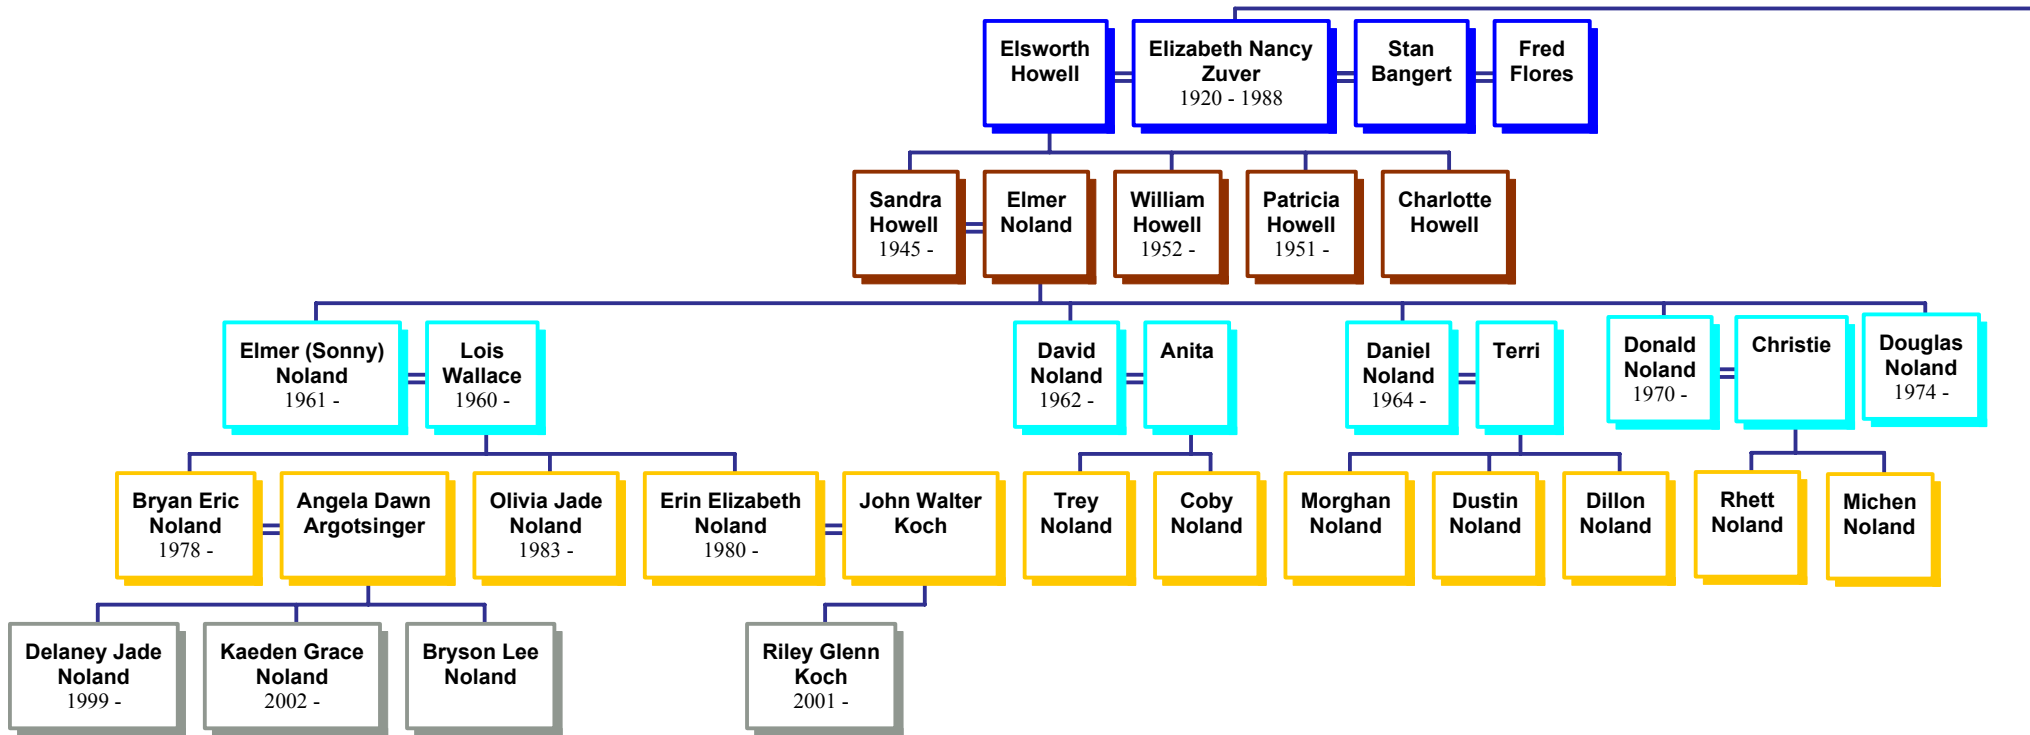 Elsworth
Howell
Elizabeth Nancy
Zuver
1920 - 1988
Stan
Bangert
Fred
Flores
Sandra
Howell
1945 -
Elmer
Noland
William
Howell
1952 -
Patricia
Howell
1951 -
Charlotte
Howell
Elmer (Sonny)
Noland
1961 -
Lois
Wallace
1960 -
David
Noland
1962 -
Anita
Daniel
Noland
1964 -
Terri
Donald
Noland
1970 -
Christie
Douglas
Noland
1974 -
Bryan Eric
Noland
1978 -
Angela Dawn
Argotsinger
Olivia Jade
Noland
1983 -
Erin Elizabeth
Noland
1980 -
John Walter
Koch
Trey
Noland
Coby
Noland
Morghan
Noland
Dustin
Noland
Dillon
Noland
Rhett
Noland
Michen
Noland
Delaney Jade
Noland
1999 -
Kaeden Grace
Noland
2002 -
Bryson Lee
Noland
Riley Glenn
Koch
2001 -